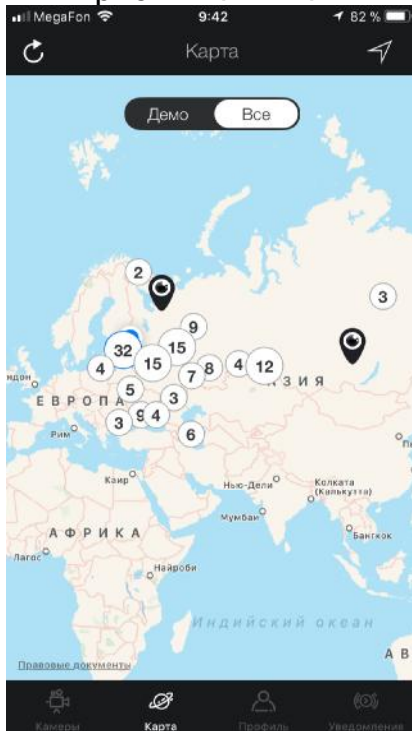 MegaFon 9:42 82 %
Карта
Демо Все
2
3
9
32 15
15
4 7 8 4 12
АЗИЯ
5
ЕВРОПА 3
3 9 4
Рим 6
Каир Нью-Дели Колката
(Калькутта)
Мумбаи
АФРИКА Бангкок
Лагос
Найроби
Индийский океан
Правовые документы АВ
Камеры Карта Профиль Уведомления